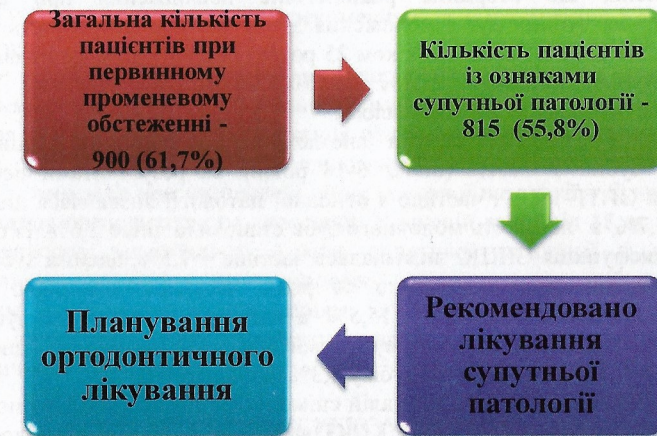 Загальна кількість
пацієнтів при
первинному
променевому
обстеженні -
900 (61,7%)
Кількість пацієнтів
із ознаками
супутньої патології -
815 (55,8%)
Рекомендовано
лікування
супутньої
патології
Планування
ортодонтичного
лікування